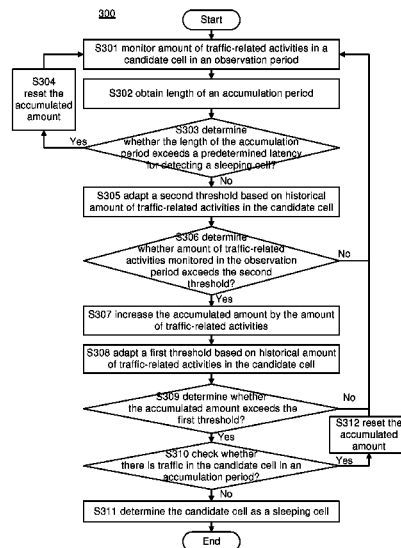 300
Start
S301 monitor amount of traffic-related activities in a
candidate cell in an observation period
S304
reset the
accumulated
amount
S302 obtain length of an accumulation period
S303 determine
whether the length of the accumulation
period exceeds a predetermined latency
for detecting a sleeping cell?
Yes
No
S305 adapt a second threshold based on historical
amount of traffic-related activities in the candidate cell
S306 determine
whether amount of traffic-related
activities monitored in the observation
period exceeds the second
threshold?
No
Yes
S307 increase the accumulated amount by the amount
of traffic-related activities
S308 adapt a first threshold based on historical amount
of traffic-related activities in the candidate cell
S309 determine whether
the accumulated amount exceeds the
first threshold?
No
Yes
S312 reset the
accumulated
amount
S310 check whether
there is traffic in the candidate cell in an
accumulation period?
Yes
No
S311 determine the candidate cell as a sleeping cell
End